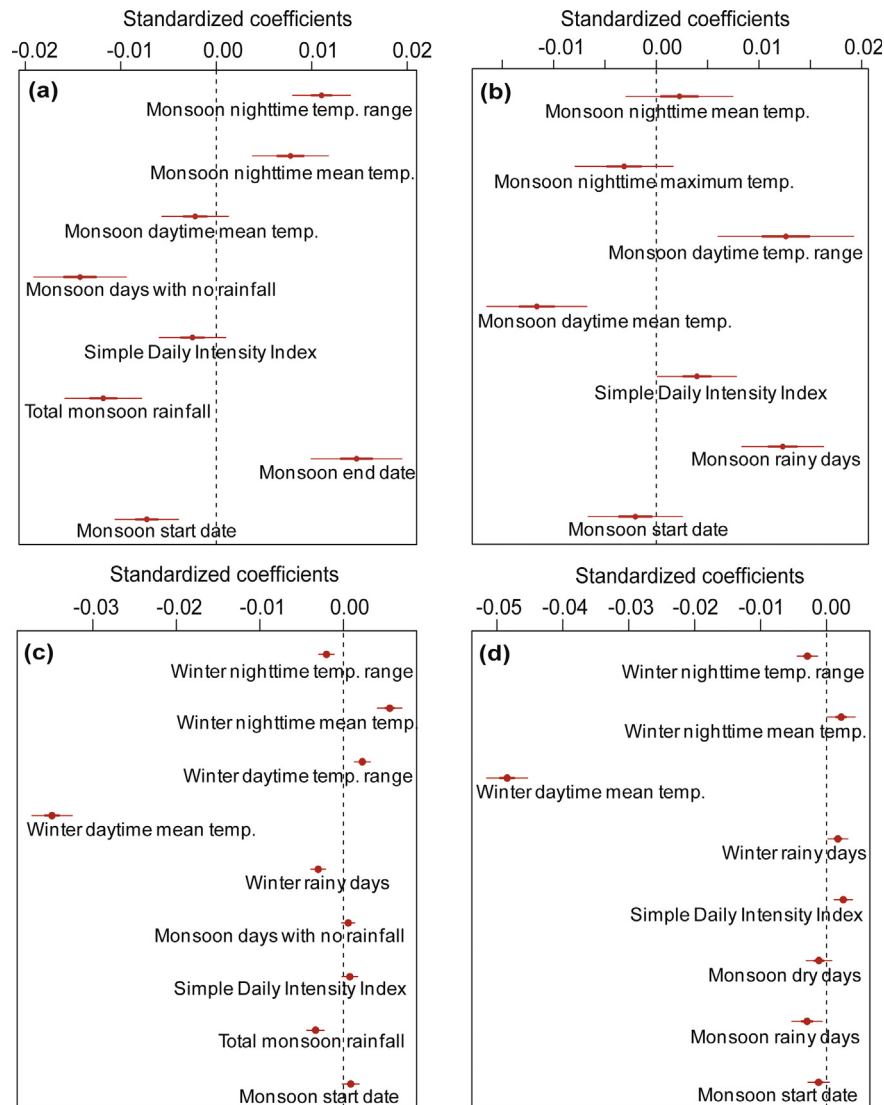 Standardized coefficients
-0.02 -0.01 0.00 0.01 0.02
(a)
Monsoon nighttime temp. range
Monsoon nighttime mean temp.
Monsoon daytime mean temp.
Monsoon days with no rainfall
Simple Daily Intensity Index
Total monsoon rainfall
Monsoon end date
Monsoon start date
Standardized coefficients
-0.01 0.00 0.01 0.02
(b)
Monsoon nighttime mean temp.
Monsoon nighttime maximum temp.
Monsoon daytime temp. range
Monsoon daytime mean temp.
Simple Daily Intensity Index
Monsoon rainy days
Monsoon start date
Standardized coefficients
-0.03 -0.02 -0.01 0.00
(c)
Winter nighttime temp. range
Winter nighttime mean temp.
Winter daytime temp. range
Winter daytime mean temp.
Winter rainy days
Monsoon days with no rainfall
Simple Daily Intensity Index
Total monsoon rainfall
Monsoon start date
Standardized coefficients
-0.05 -0.04 -0.03 -0.02 -0.01 0.00
(d)
Winter nighttime temp. range
Winter nighttime mean temp.
Winter daytime mean temp.
Winter rainy days
Simple Daily Intensity Index
Monsoon dry days
Monsoon rainy days
Monsoon start date